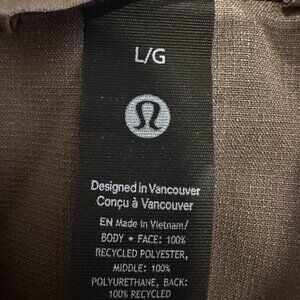 L/G
Designed in Vancouver
Conçu à Vancouver
EN Made in Vietnam/
BODY • FACE: 100%
RECYCLED POLYESTER,
MIDDLE: 100%
POLYURETHANE, BACK:
100% RECYCLED